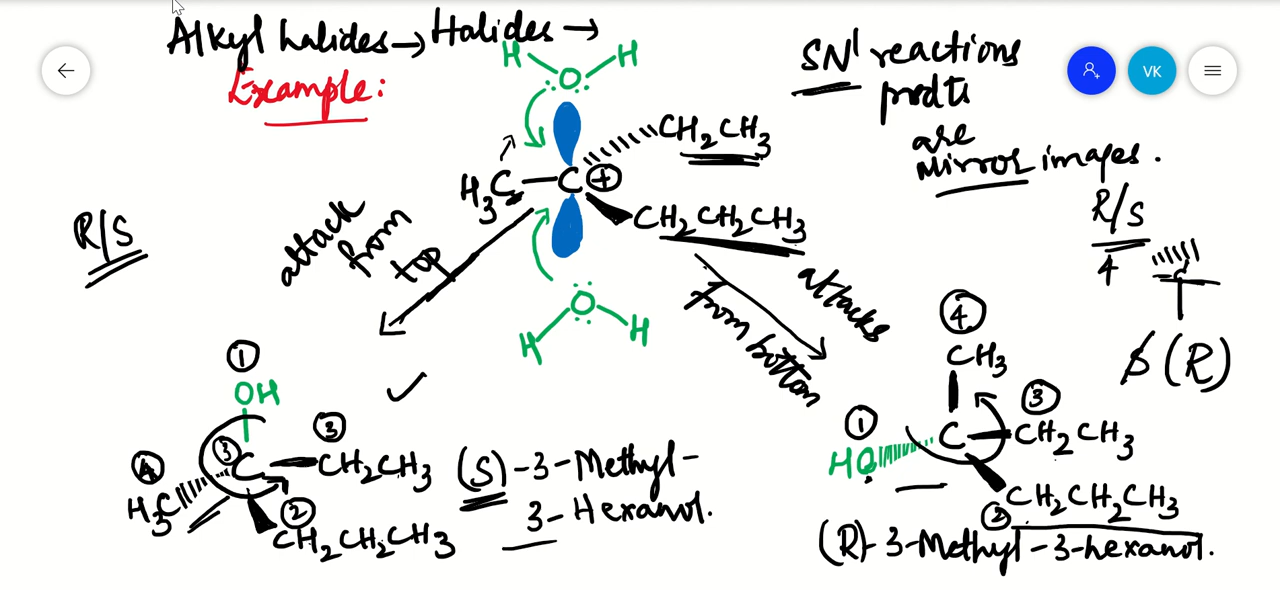 Alkyl halides → Halides →
Example:
SN1 reactions
prodts
are
mirror images.
R/S
4
VK
H H
O
CH2CH3
H3C C +
CH2CH2CH3
R/S
attack
from
top
O
H H
attacks
from bottom
S (R)
1
OH
3
3
C CH2CH3
4
H3C
2
CH2CH2CH3
(S)-3-Methyl-
3-Hexanol.
4
CH3
3
1
HO C CH2CH3
2
CH2CH2CH3
(R)-3-Methyl-3-hexanol.